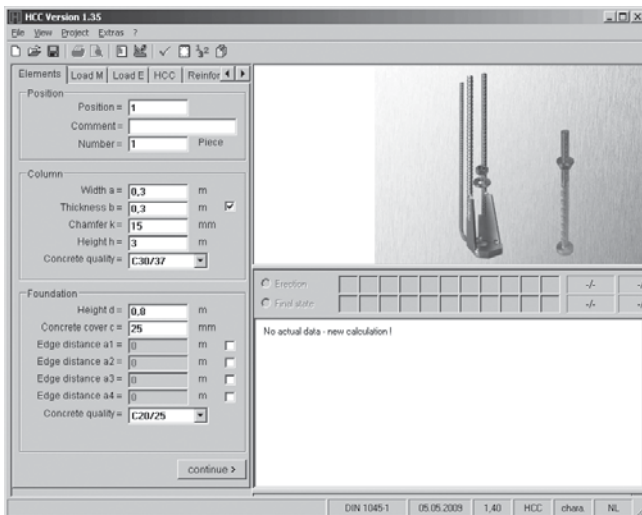 HCC Version 1.35
File View Project Extras ?
Elements Load M Load E HCC Reinfor
Position
Position = 1
Comment =
Number = 1 Piece
Column
Width a = 0,3 m
Thickness b = 0,3 m
Chamfer k = 15 mm
Height h = 3 m
Concrete quality = C30/37
Foundation
Height d = 0,8 m
Concrete cover c = 25 mm
Edge distance a1 = 0 m
Edge distance a2 = 0 m
Edge distance a3 = 0 m
Edge distance a4 = 0 m
Concrete quality = C20/25
continue >
Erection -/- -/
Final state -/- -/
No actual data - new calculation !
DIN 1045-1 05.05.2009 1,40 HCC chara. NL